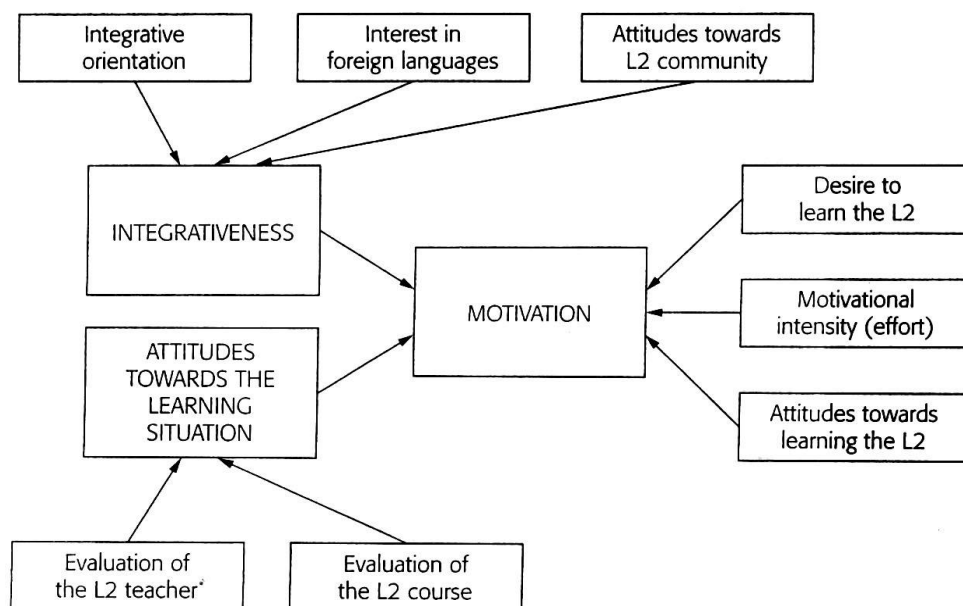 Integrative
orientation
Interest in
foreign languages
Attitudes towards
L2 community
INTEGRATIVENESS
Desire to
learn the L2
MOTIVATION
Motivational
intensity (effort)
ATTITUDES
TOWARDS THE
LEARNING
SITUATION
Attitudes towards
learning the L2
Evaluation of
the L2 teacher
Evaluation of
the L2 course